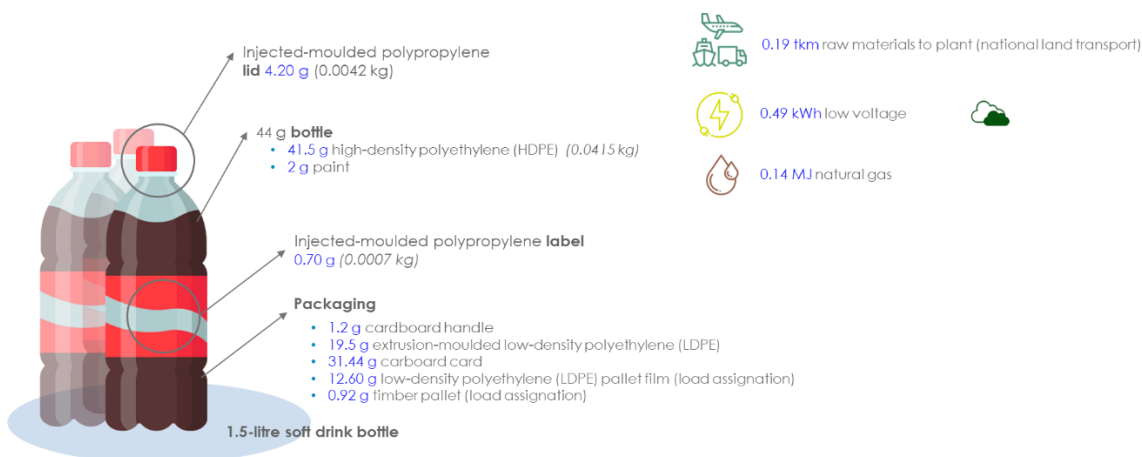 Injected-moulded polypropylene
lid 4.20 g (0.0042 kg)
44 g bottle
• 41.5 g high-density polyethylene (HDPE) (0.0415 kg)
• 2 g paint
Injected-moulded polypropylene label
0.70 g (0.0007 kg)
Packaging
• 1.2 g cardboard handle
• 19.5 g extrusion-moulded low-density polyethylene (LDPE)
• 31.44 g carboard card
• 12.60 g low-density polyethylene (LDPE) pallet film (load assignation)
• 0.92 g timber pallet (load assignation)
1.5-litre soft drink bottle
0.19 tkm raw materials to plant (national land transport)
0.49 kWh low voltage
0.14 MJ natural gas